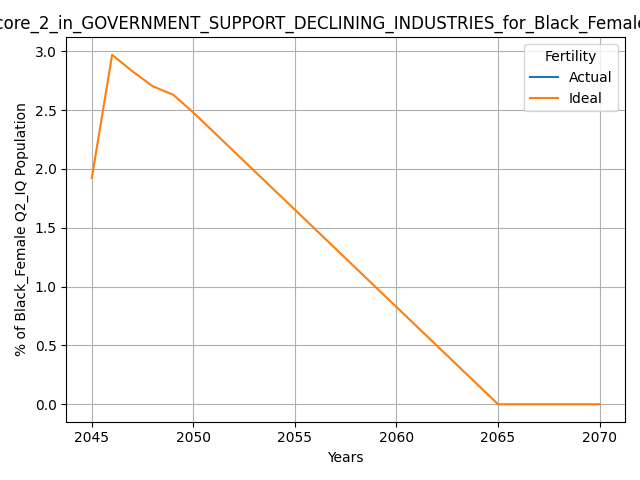 core_2_in_GOVERNMENT_SUPPORT_DECLINING_INDUSTRIES_for_Black_Female
Fertility
Actual
Ideal
% of Black_Female Q2_IQ Population
3.0
2.5
2.0
1.5
1.0
0.5
0.0
2045 2050 2055 2060 2065 2070
Years